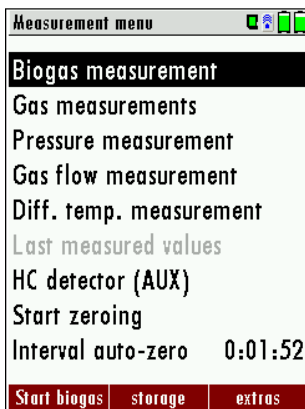 Measurement menu
Biogas measurement
Gas measurements
Pressure measurement
Gas flow measurement
Diff. temp. measurement
Last measured values
HC detector (AUX)
Start zeroing
Interval auto-zero 0:01:52
Start biogas storage extras